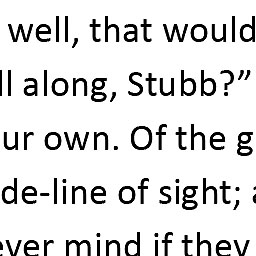 well, that would
ll along, Stubb?”
ur own. Of the g
de-line of sight;
ever mind if they